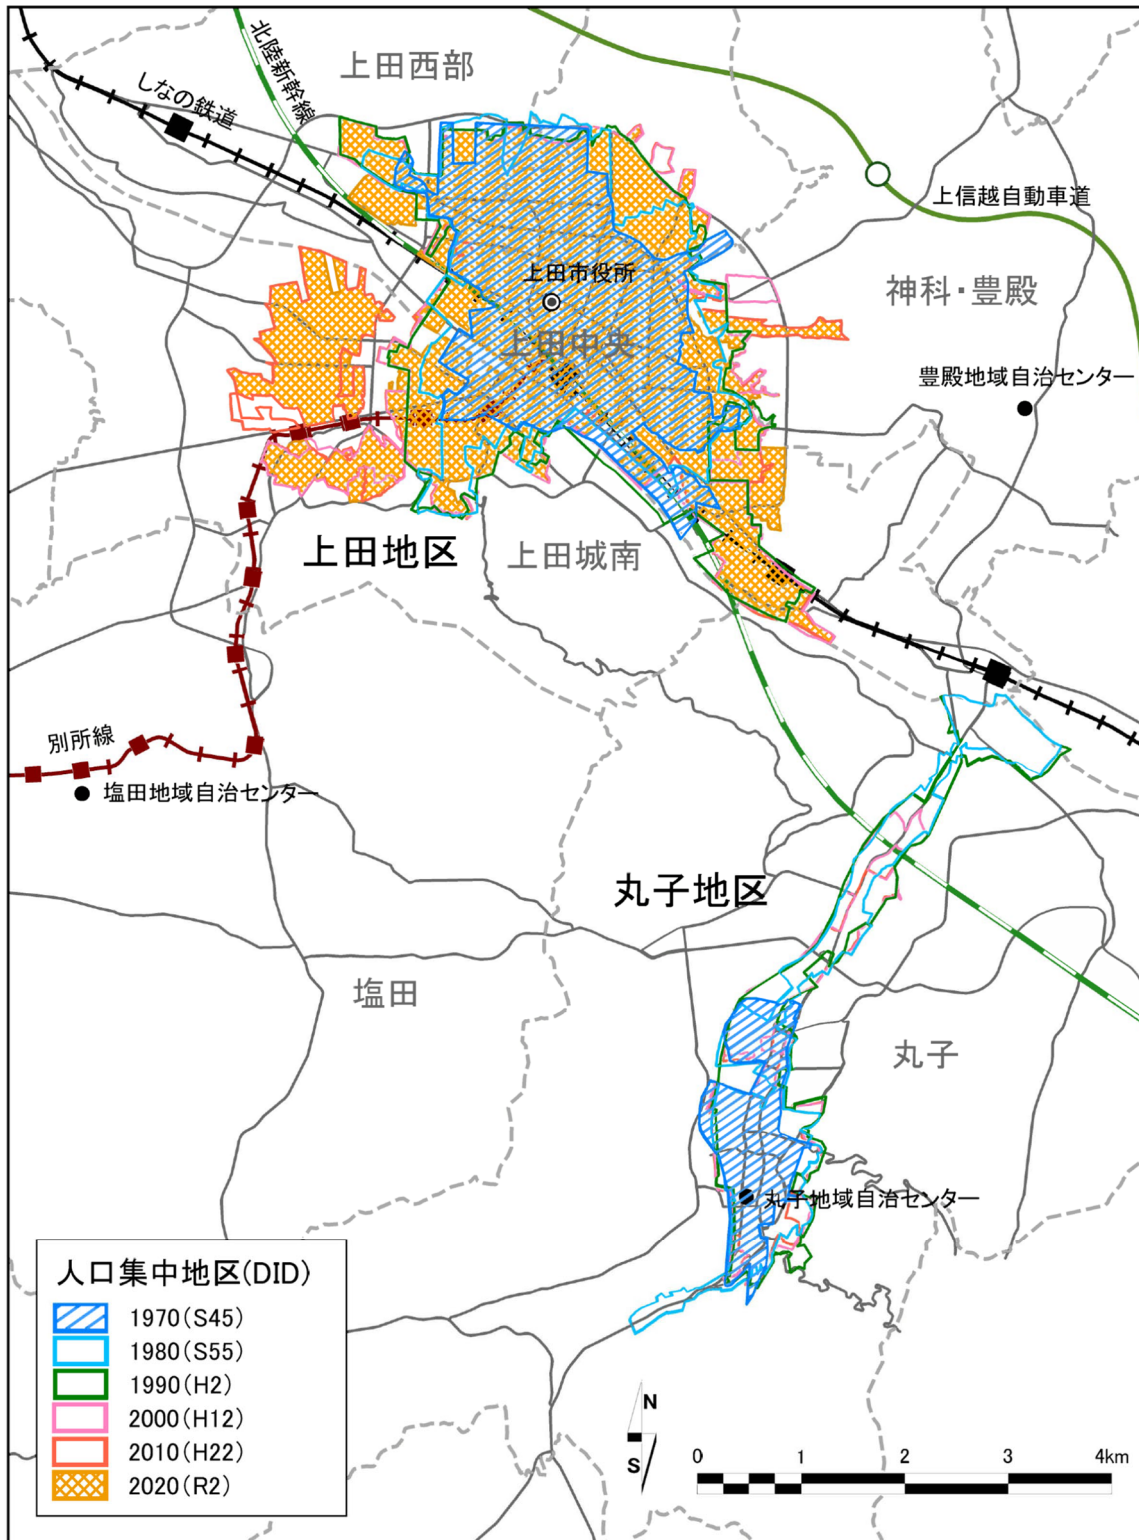 上田西部
北陸新幹線
しなの鉄道
上信越自動車道
上田市役所
神科・豊殿
上田中央
豊殿地域自治センター
上田地区
上田城南
別所線
塩田地域自治センター
丸子地区
塩田
丸子
丸子地域自治センター
人口集中地区(DID)
1970(S45)
1980(S55)
1990(H2)
2000(H12)
2010(H22)
2020(R2)
N
S
0 1 2 3 4km